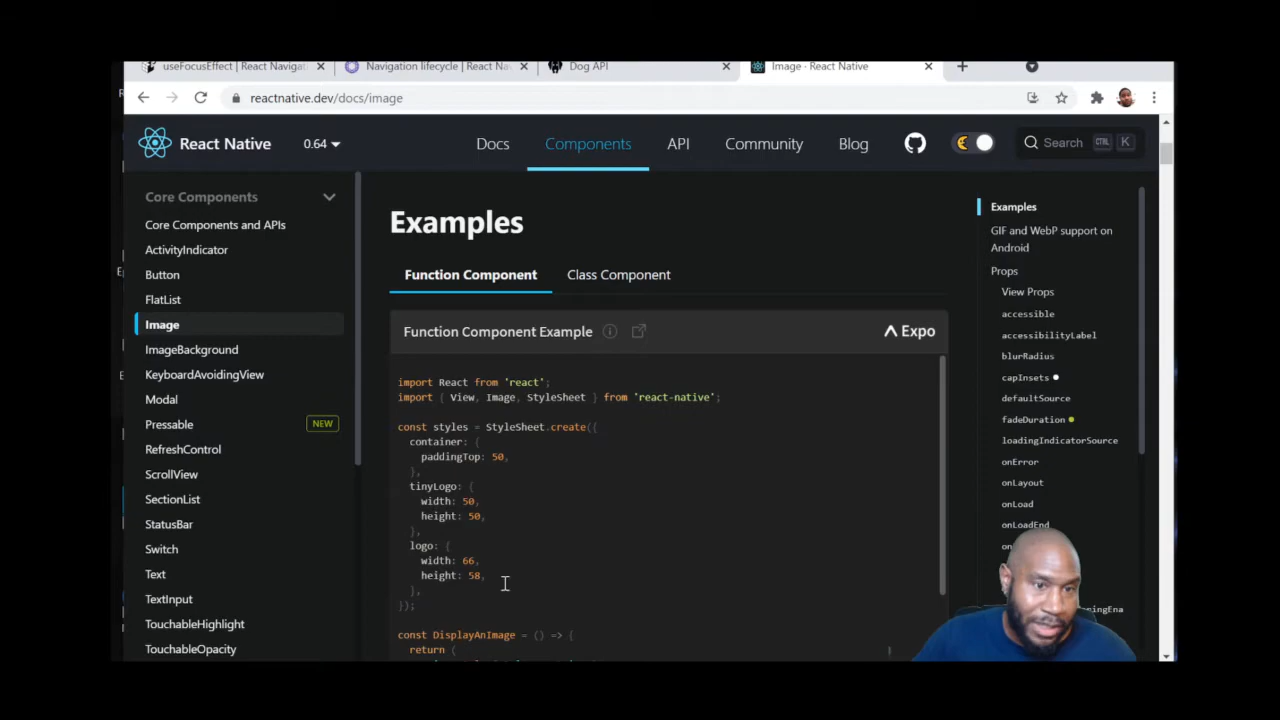 useFocusEffect | React Navigat
Navigation lifecycle | React Na
Dog API
Image · React Native
reactnative.dev/docs/image
React Native
0.64
Docs
Components
API
Community
Blog
Search
CTRL
K
Core Components
Core Components and APIs
ActivityIndicator
Button
FlatList
Image
ImageBackground
KeyboardAvoidingView
Modal
Pressable
NEW
RefreshControl
ScrollView
SectionList
StatusBar
Switch
Text
TextInput
TouchableHighlight
TouchableOpacity
Examples
Function Component
Class Component
Function Component Example
Expo
import React from 'react';
import { View, Image, StyleSheet } from 'react-native';
const styles = StyleSheet.create({
container: {
paddingTop: 50,
},
tinyLogo: {
width: 50,
height: 50,
},
logo: {
width: 66,
height: 58,
},
});
const DisplayAnImage = () => {
return (
Examples
GIF and WebP support on
Android
Props
View Props
accessible
accessibilityLabel
blurRadius
capInsets
defaultSource
fadeDuration
loadingIndicatorSource
onError
onLayout
onLoad
onLoadEnd